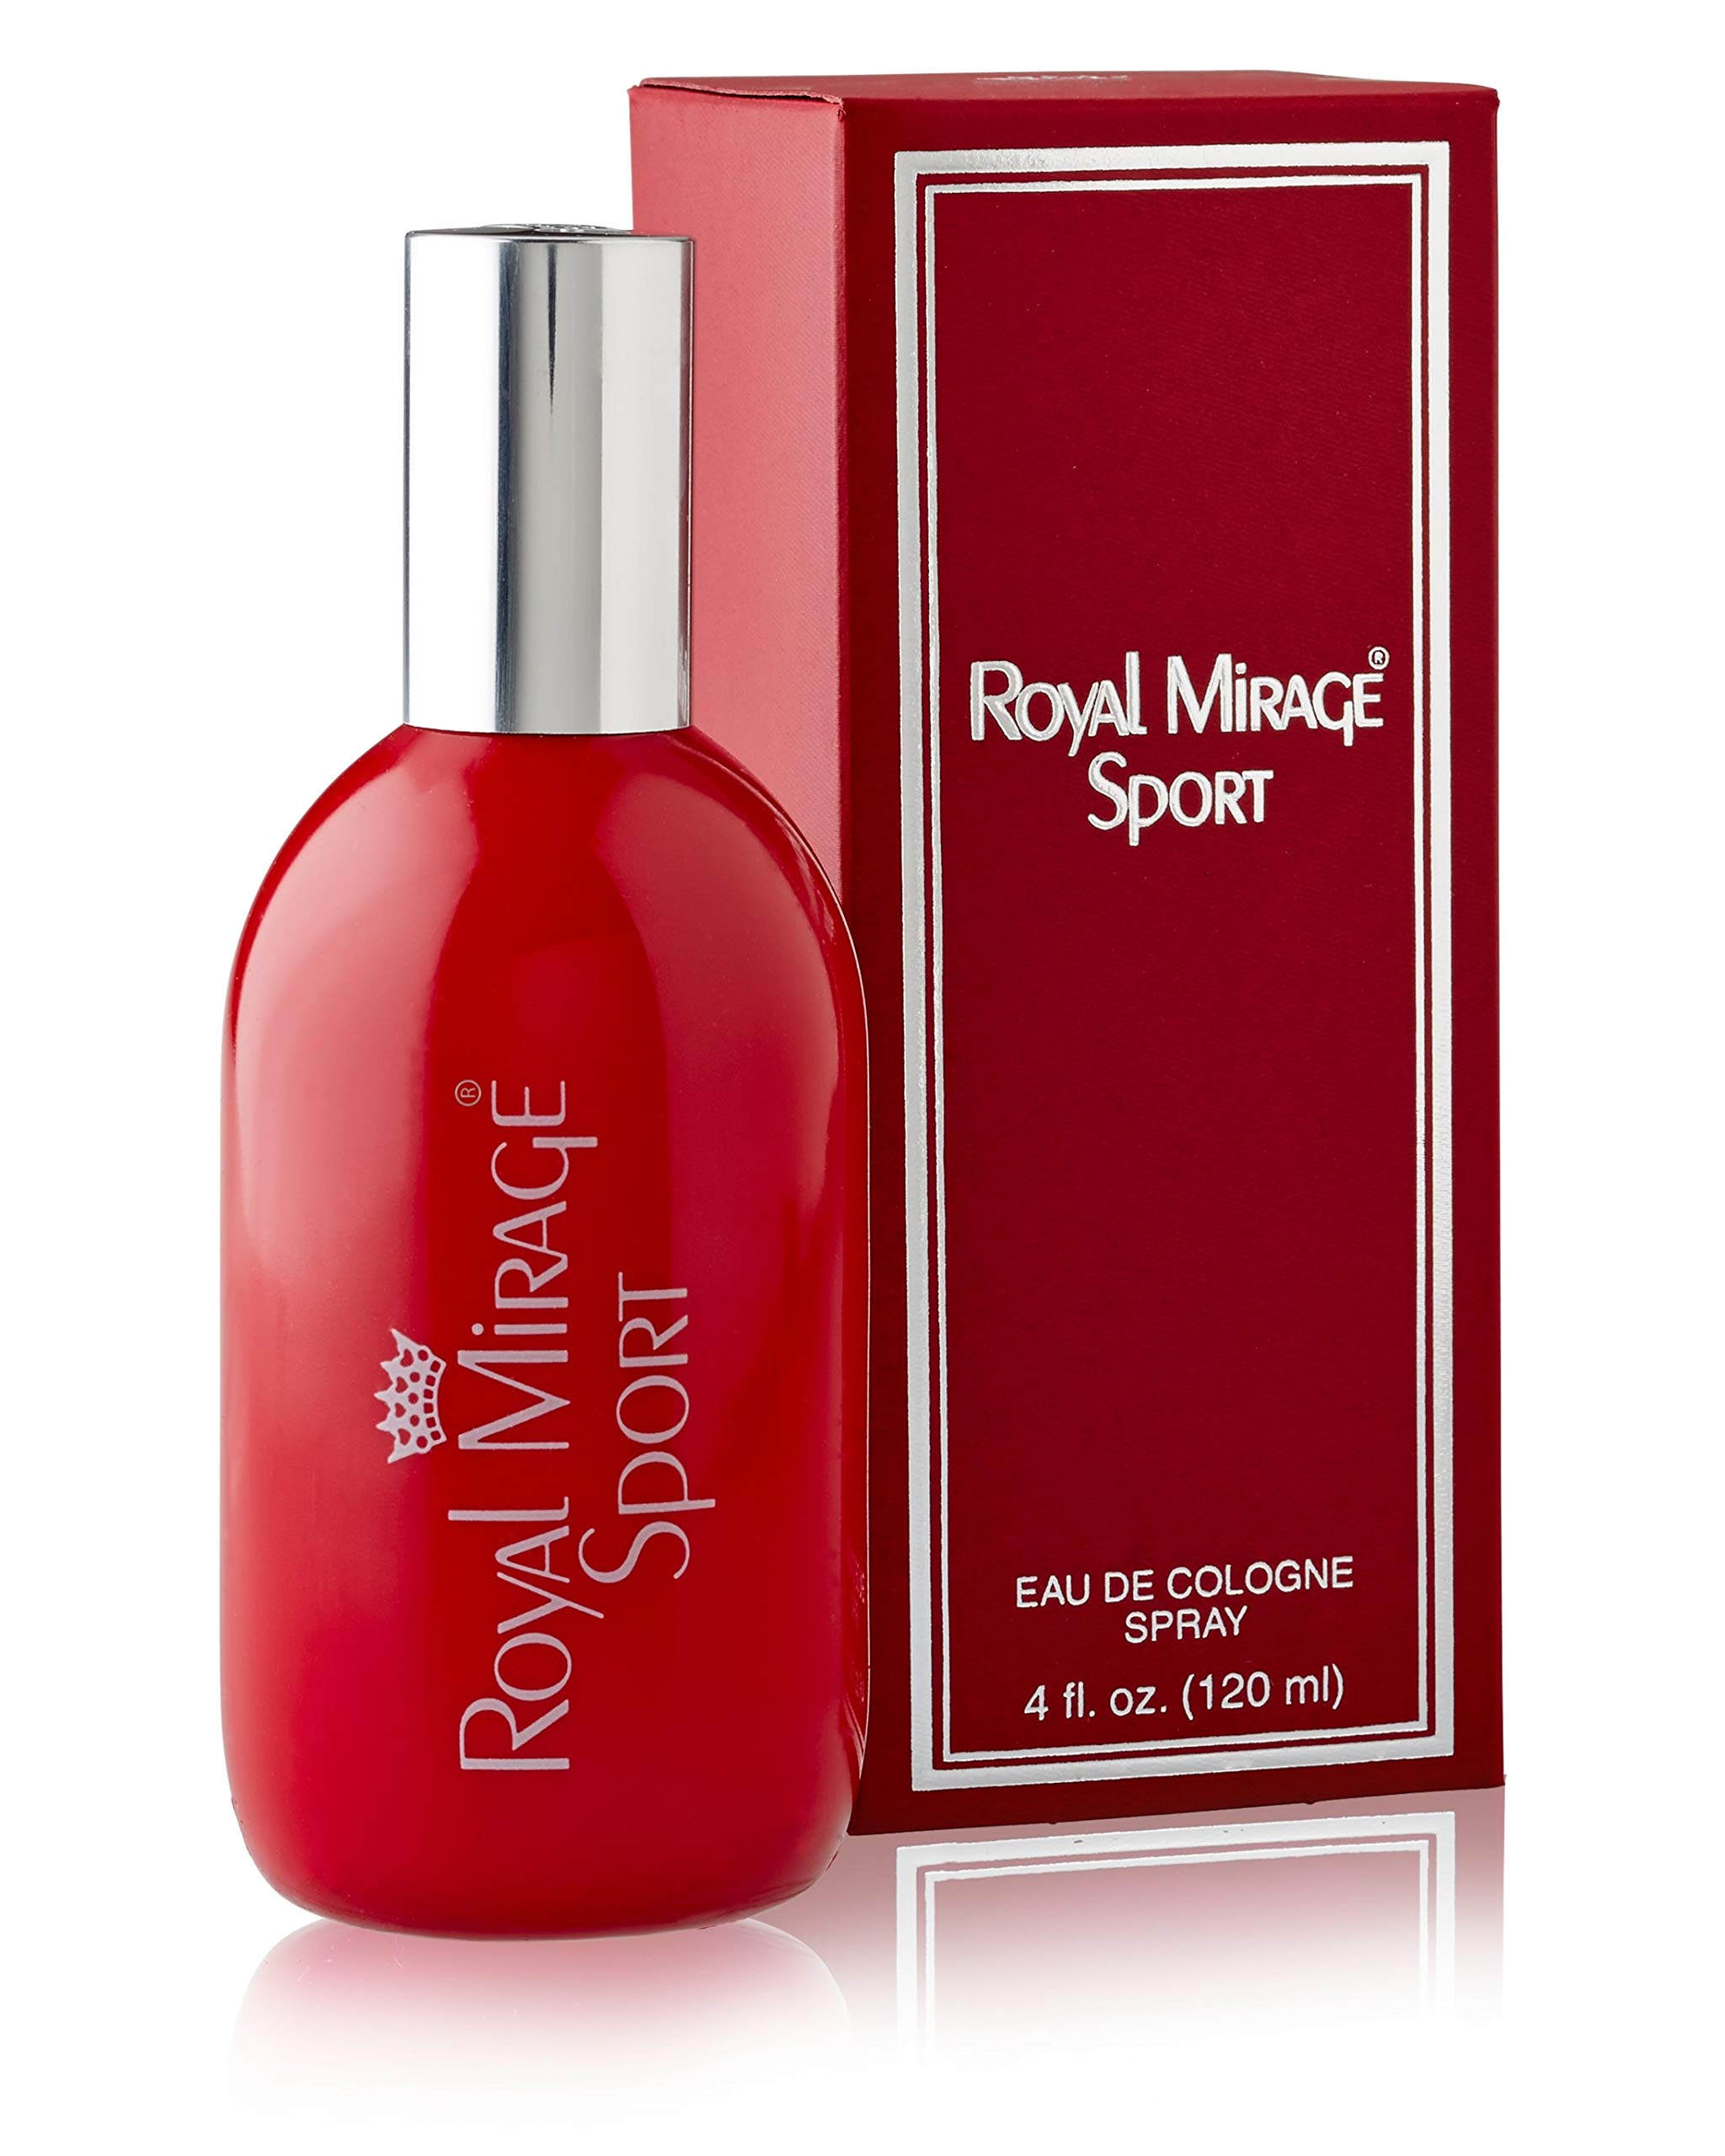 Royal Mirage®
Sport
EAU DE COLOGNE
SPRAY
4 fl. oz. (120 ml)
Royal Mirage®
Sport